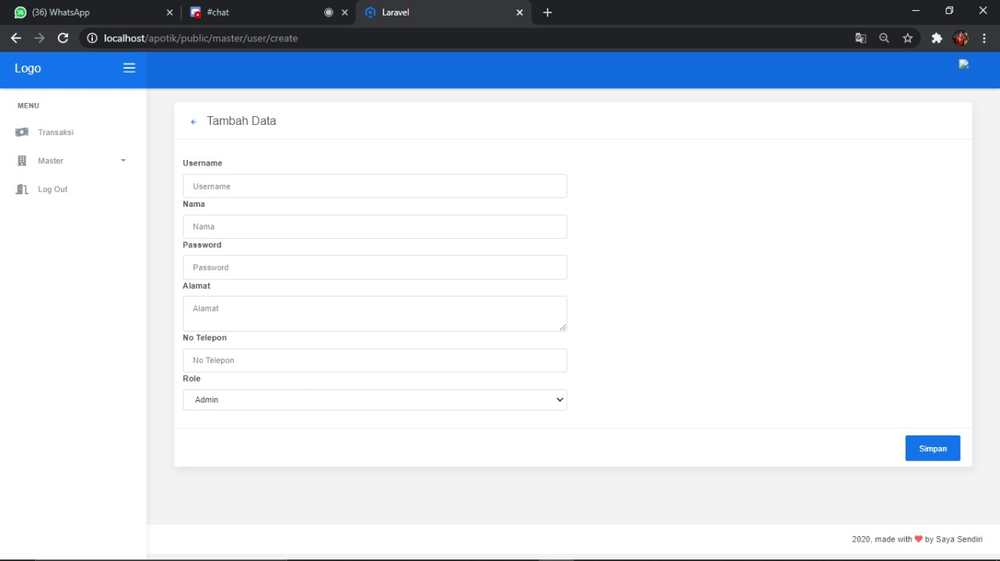 (36) WhatsApp
#chat
Laravel
localhost/apotik/public/master/user/create
Logo
MENU
Transaksi
Master
Log Out
Tambah Data
Username
Username
Nama
Nama
Password
Password
Alamat
Alamat
No Telepon
No Telepon
Role
Admin
Simpan
2020, made with ❤ by Saya Sendiri